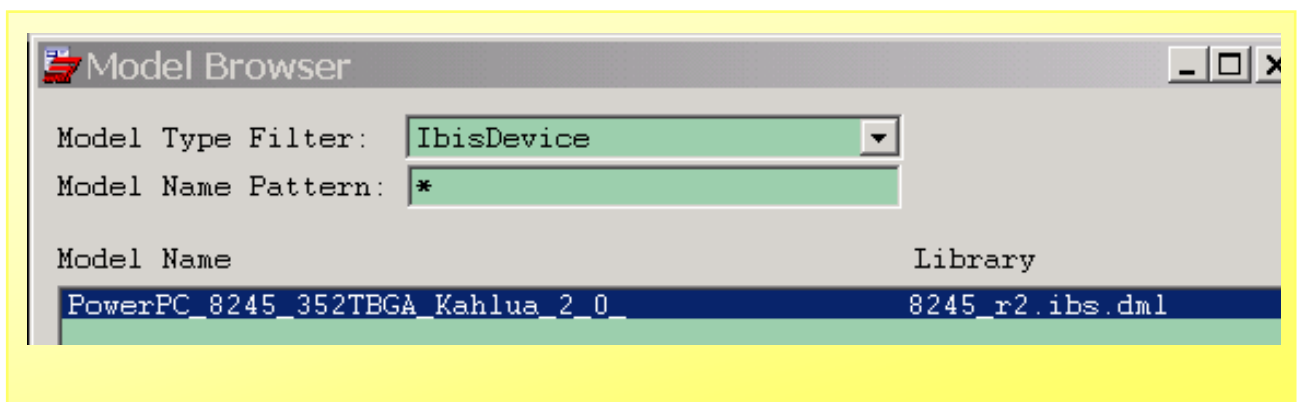 Model Browser
Model Type Filter: IbisDevice
Model Name Pattern: *
Model Name Library
PowerPC_8245_352TBGA_Kahlua_2_0_ 8245_r2.ibs.dml